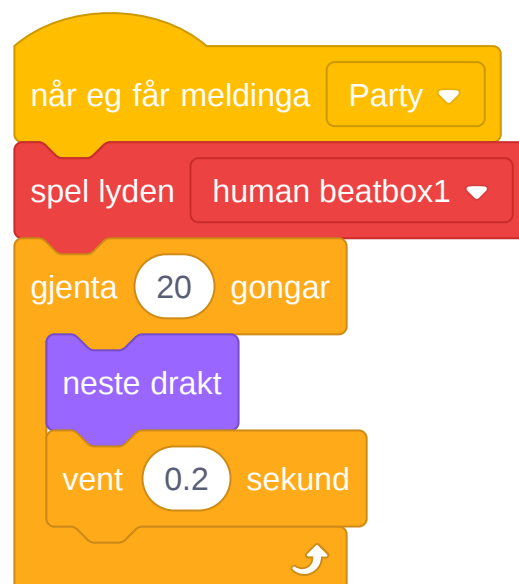 når eg får meldinga Party
spel lyden human beatbox1
gjenta 20 gongar
neste drakt
vent 0.2 sekund